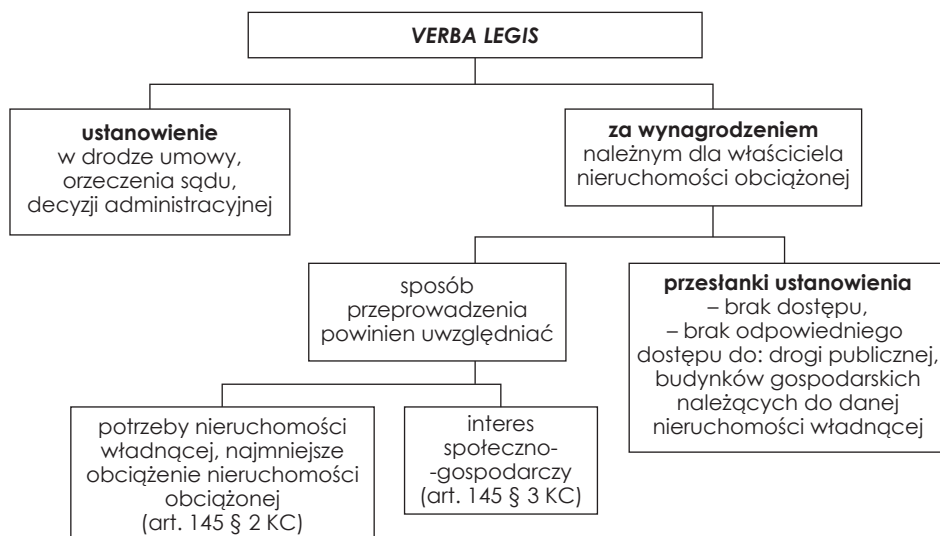 VERBA LEGIS
ustanowienie
w drodze umowy,
orzeczenia sądu,
decyzji administracyjnej
za wynagrodzeniem
należnym dla właściciela
nieruchomości obciążonej
sposób
przeprowadzenia
powinien uwzględniać
przesłanki ustanowienia
– brak dostępu,
– brak odpowiedniego
dostępu do: drogi publicznej,
budynków gospodarskich
należących do danej
nieruchomości władnącej
potrzeby nieruchomości
władnącej, najmniejsze
obciążenie nieruchomości
obciążonej
(art. 145 § 2 KC)
interes
społeczno-
-gospodarczy
(art. 145 § 3 KC)